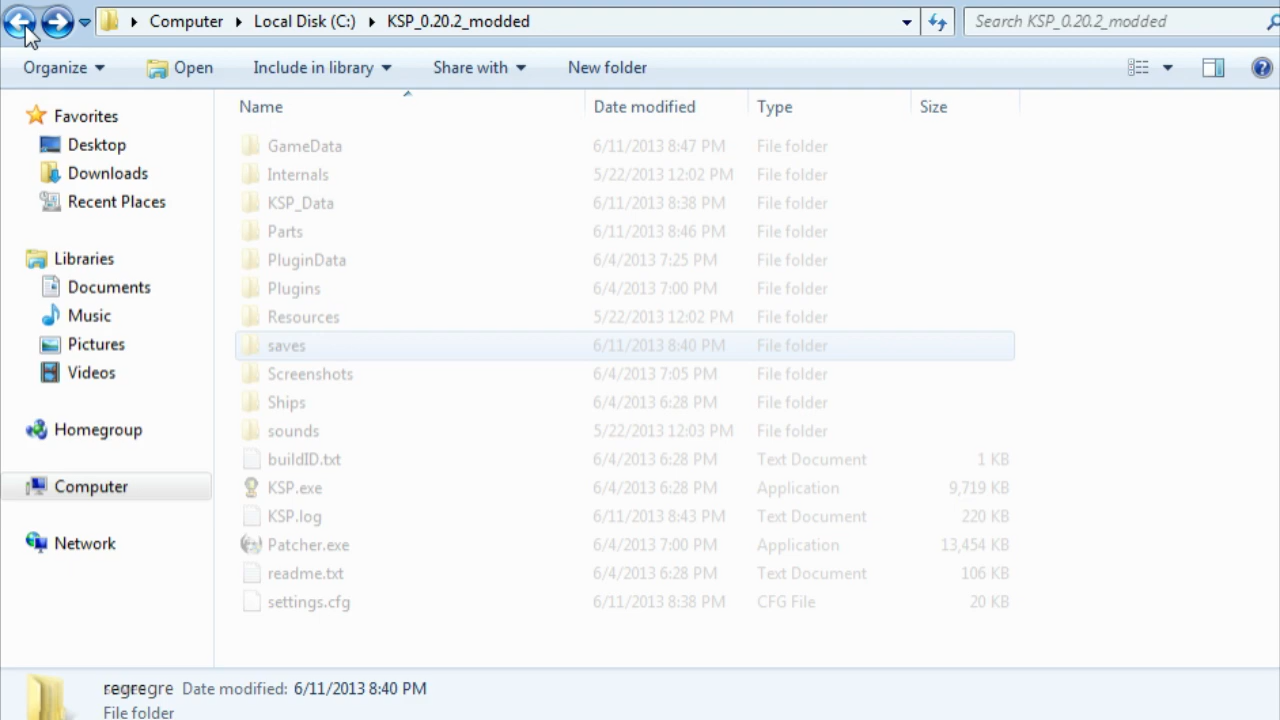 Computer Local Disk (C:) KSP_0.20.2_modded Search KSP_0.20.2_modded
Organize Open Include in library Share with New folder
Favorites
Desktop
Downloads
Recent Places
Libraries
Documents
Music
Pictures
Videos
Homegroup
Computer
Network
Name Date modified Type Size
GameData 6/11/2013 8:47 PM File folder
Internals 5/22/2013 12:02 PM File folder
KSP_Data 6/11/2013 8:38 PM File folder
Parts 6/11/2013 8:46 PM File folder
PluginData 6/4/2013 7:25 PM File folder
Plugins 6/4/2013 7:00 PM File folder
Resources 5/22/2013 12:02 PM File folder
saves 6/11/2013 8:40 PM File folder
Screenshots 6/4/2013 7:05 PM File folder
Ships 6/4/2013 6:28 PM File folder
sounds 5/22/2013 12:03 PM File folder
buildID.txt 6/4/2013 6:28 PM Text Document 1 KB
KSP.exe 6/4/2013 6:28 PM Application 9,719 KB
KSP.log 6/11/2013 8:43 PM Text Document 220 KB
Patcher.exe 6/4/2013 7:00 PM Application 13,454 KB
readme.txt 6/4/2013 6:28 PM Text Document 106 KB
settings.cfg 6/11/2013 8:38 PM CFG File 20 KB
regregre Date modified: 6/11/2013 8:40 PM
File folder